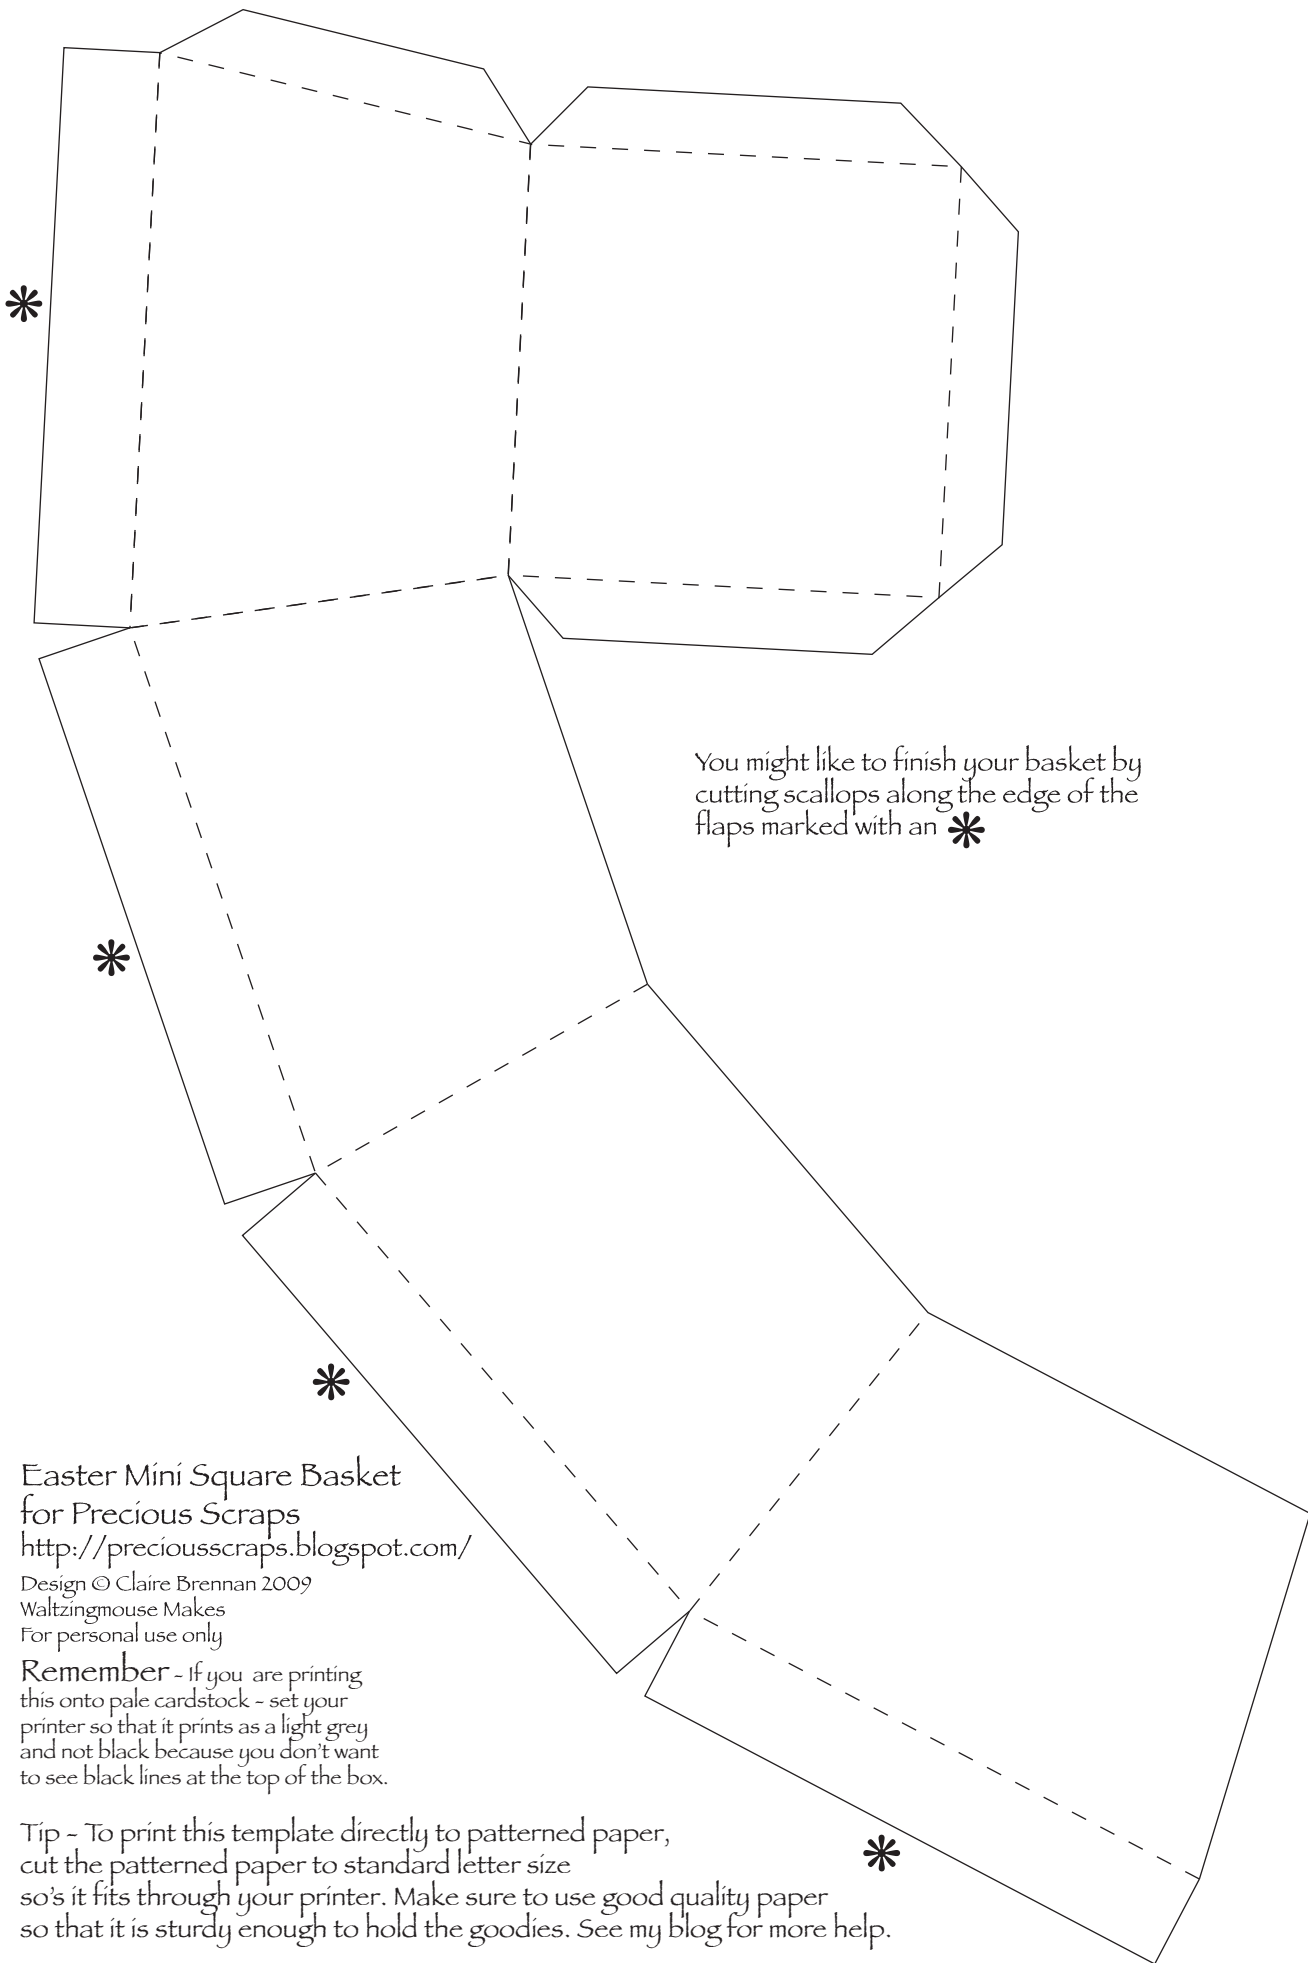 You might like to finish your basket by
cutting scallops along the edge of the
flaps marked with an
Easter Mini Square Basket
for Precious Scraps
http://preciousscraps.blogspot.com/
Design © Claire Brennan 2009
Waltzingmouse Makes
For personal use only
Remember - If you are printing
this onto pale cardstock - set your
printer so that it prints as a light grey
and not black because you don't want
to see black lines at the top of the box.
Tip - To print this template directly to patterned paper,
cut the patterned paper to standard letter size
so's it fits through your printer. Make sure to use good quality paper
so that it is sturdy enough to hold the goodies. See my blog for more help.